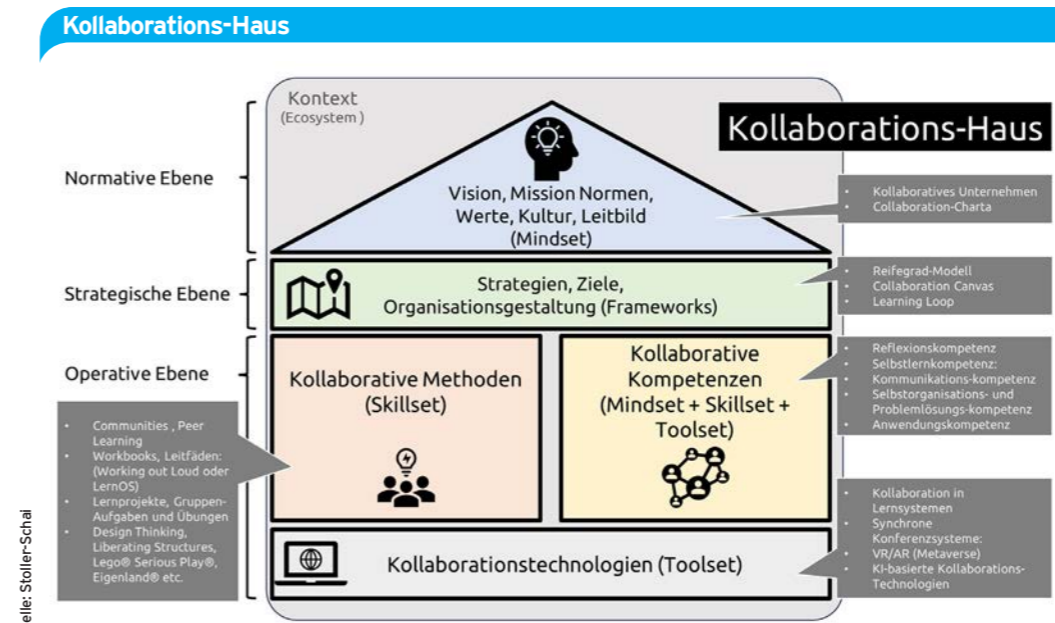 Kollaborations-Haus
Kontext
(Ecosystem )
Kollaborations-Haus
Normative Ebene
Vision, Mission Normen,
Werte, Kultur, Leitbild
(Mindset)
• Kollaboratives Unternehmen
• Collaboration-Charta
Strategische Ebene
Strategien, Ziele,
Organisationsgestaltung (Frameworks)
• Reifegrad-Modell
• Collaboration Canvas
• Learning Loop
Operative Ebene
Kollaborative Methoden
(Skillset)
Kollaborative
Kompetenzen
(Mindset + Skillset +
Toolset)
• Reflexionskompetenz
• Selbstlernkompetenz:
• Kommunikations-kompetenz
• Selbstorganisations- und
Problemlösungs-kompetenz
• Anwendungskompetenz
• Communities , Peer
Learning
• Workbooks, Leitfäden:
(Working out Loud oder
LernOS)
• Lernprojekte, Gruppen-
Aufgaben und Übungen
• Design Thinking,
Liberating Structures,
Lego® Serious Play®,
Eigenland® etc.
Kollaborationstechnologien (Toolset)
• Kollaboration in
Lernsystemen
• Synchrone
Konferenzsysteme:
• VR/AR (Metaverse)
• KI-basierte Kollaborations-
Technologien
elle: Stoller-Schai